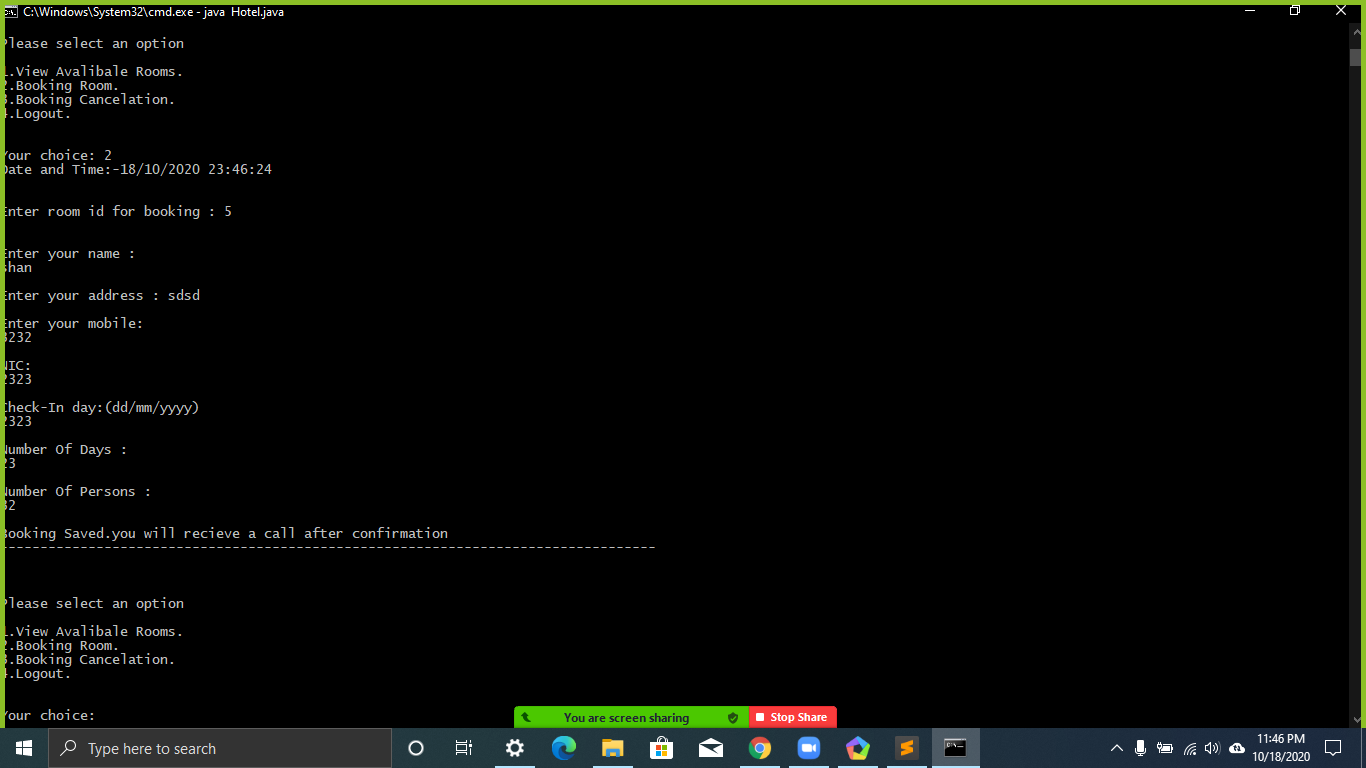 C:\Windows\System32\cmd.exe - java Hotel.java
Please select an option
1.View Avalibale Rooms.
2.Booking Room.
3.Booking Cancelation.
4.Logout.
Your choice: 2
Date and Time:-18/10/2020 23:46:24
Enter room id for booking : 5
Enter your name :
shan
Enter your address : sdsd
Enter your mobile:
3232
NIC:
2323
Check-In day:(dd/mm/yyyy)
2323
Number Of Days :
23
Number Of Persons :
32
Booking Saved.you will recieve a call after confirmation
----------------------------------------------------------------------------------
Please select an option
1.View Avalibale Rooms.
2.Booking Room.
3.Booking Cancelation.
4.Logout.
Your choice:
You are screen sharing Stop Share
Type here to search
11:46 PM
10/18/2020